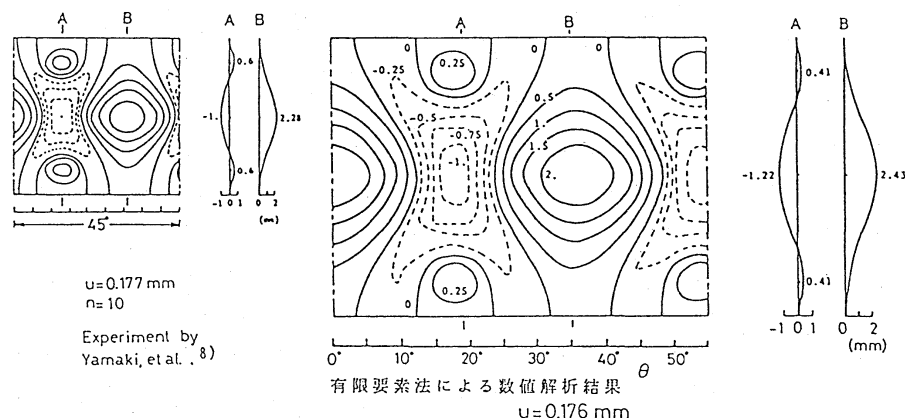 A B
A B
A B
A B
0.6
0.6
-1.
2.28
-1 0 1
0 2
(mm)
45°
u=0.177mm
n=10
Experiment by
Yamaki, et al. . 8)
0
0
0
0.25
-0.25
0.5
-0.5
1.
-0.75
1.5
-1.
2.
0
0.25
0
0° 10° 20° 30° 40° 50°
θ
有限要素法による数値解析結果
u=0.176 mm
0.41
-1.22
2.43
0.41
-1 0 1
0 2
(mm)